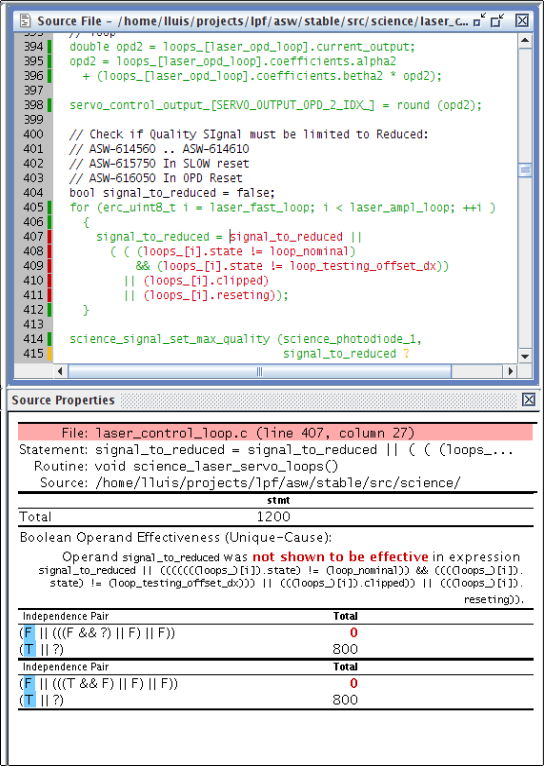 Source File - /home/lluis/projects/lpf/asw/stable/src/science/laser_c...
393 // loop
394 double opd2 = loops_[laser_opd_loop].current_output;
395 opd2 = loops_[laser_opd_loop].coefficients.alpha2
396 + (loops_[laser_opd_loop].coefficients.betha2 * opd2);
397
398 servo_control_output_[SERVO_OUTPUT_OPD_2_IDX_] = round (opd2);
399
400 // Check if Quality SIgnal must be limited to Reduced:
401 // ASW-614560 .. ASW-614610
402 // ASW-615750 In SLOW reset
403 // ASW-616050 In OPD Reset
404 bool signal_to_reduced = false;
405 for (erc_uint8_t i = laser_fast_loop; i < laser_ampl_loop; ++i )
406 {
407 signal_to_reduced = signal_to_reduced ||
408 ( ( (loops_[i].state != loop_nominal)
409 && (loops_[i].state != loop_testing_offset_dx))
410 || (loops_[i].clipped)
411 || (loops_[i].reseting));
412 }
413
414 science_signal_set_max_quality (science_photodiode_1,
415 signal_to_reduced ?
Source Properties
File: laser_control_loop.c (line 407, column 27)
Statement: signal_to_reduced = signal_to_reduced || ( ( (loops_...
Routine: void science_laser_servo_loops()
Source: /home/lluis/projects/lpf/asw/stable/src/science/
stmt
Total 1200
Boolean Operand Effectiveness (Unique-Cause):
Operand signal_to_reduced was not shown to be effective in expression
signal_to_reduced || (((((((loops_)[i]).state) != (loop_nominal)) && ((((loops_)[i]).
state) != (loop_testing_offset_dx))) || (((loops_)[i]).clipped)) || (((loops_)[i]).
reseting)).
Independence Pair Total
(F || (((F && ?) || F) || F)) 0
(T || ?) 800
Independence Pair Total
(F || (((T && F) || F) || F)) 0
(T || ?) 800